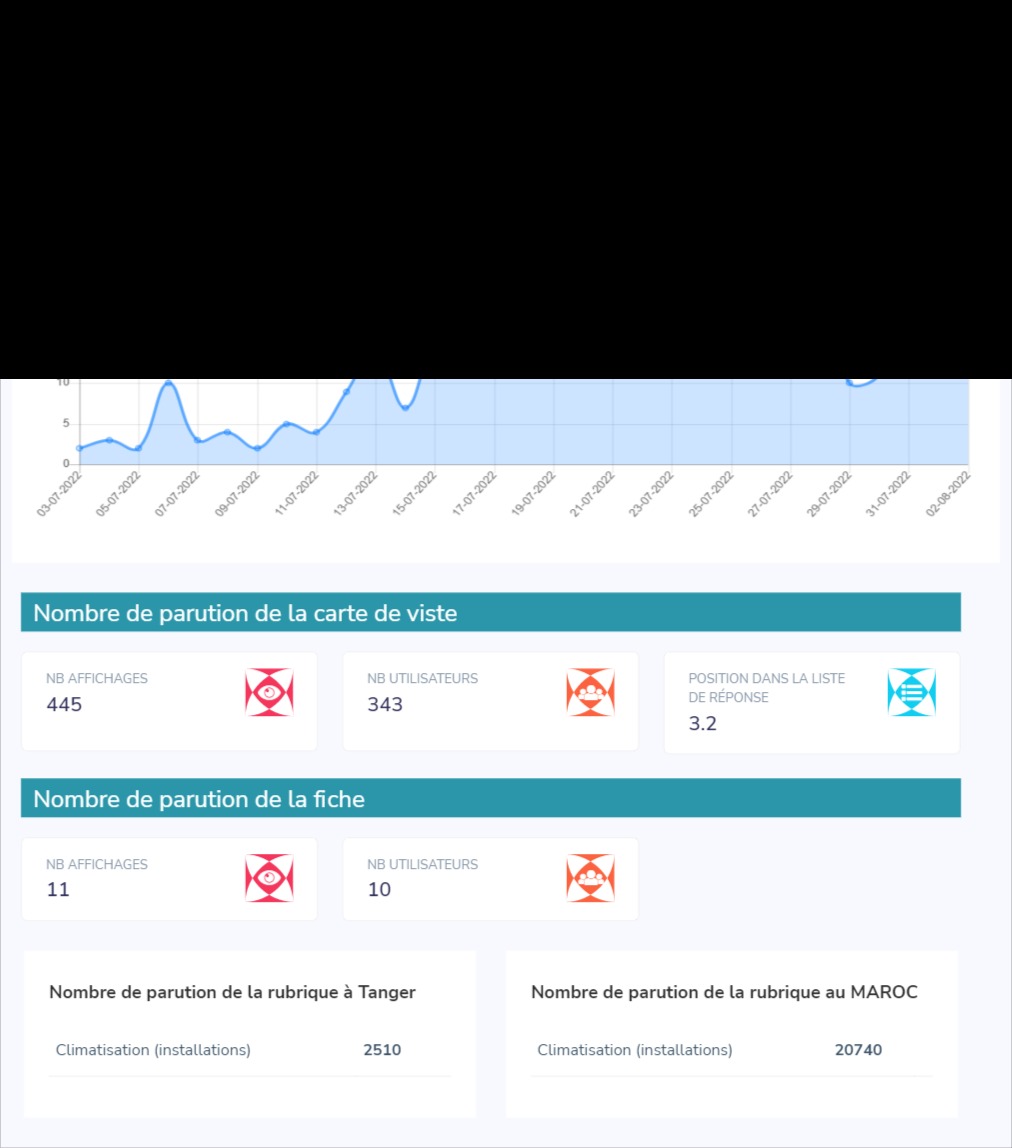 10
5
0
03-07-2022
05-07-2022
07-07-2022
09-07-2022
11-07-2022
13-07-2022
15-07-2022
17-07-2022
19-07-2022
21-07-2022
23-07-2022
25-07-2022
27-07-2022
29-07-2022
31-07-2022
02-08-2022
Nombre de parution de la carte de viste
NB AFFICHAGES
445
NB UTILISATEURS
343
POSITION DANS LA LISTE
DE RÉPONSE
3.2
Nombre de parution de la fiche
NB AFFICHAGES
11
NB UTILISATEURS
10
Nombre de parution de la rubrique à Tanger
Climatisation (installations) 2510
Nombre de parution de la rubrique au MAROC
Climatisation (installations) 20740